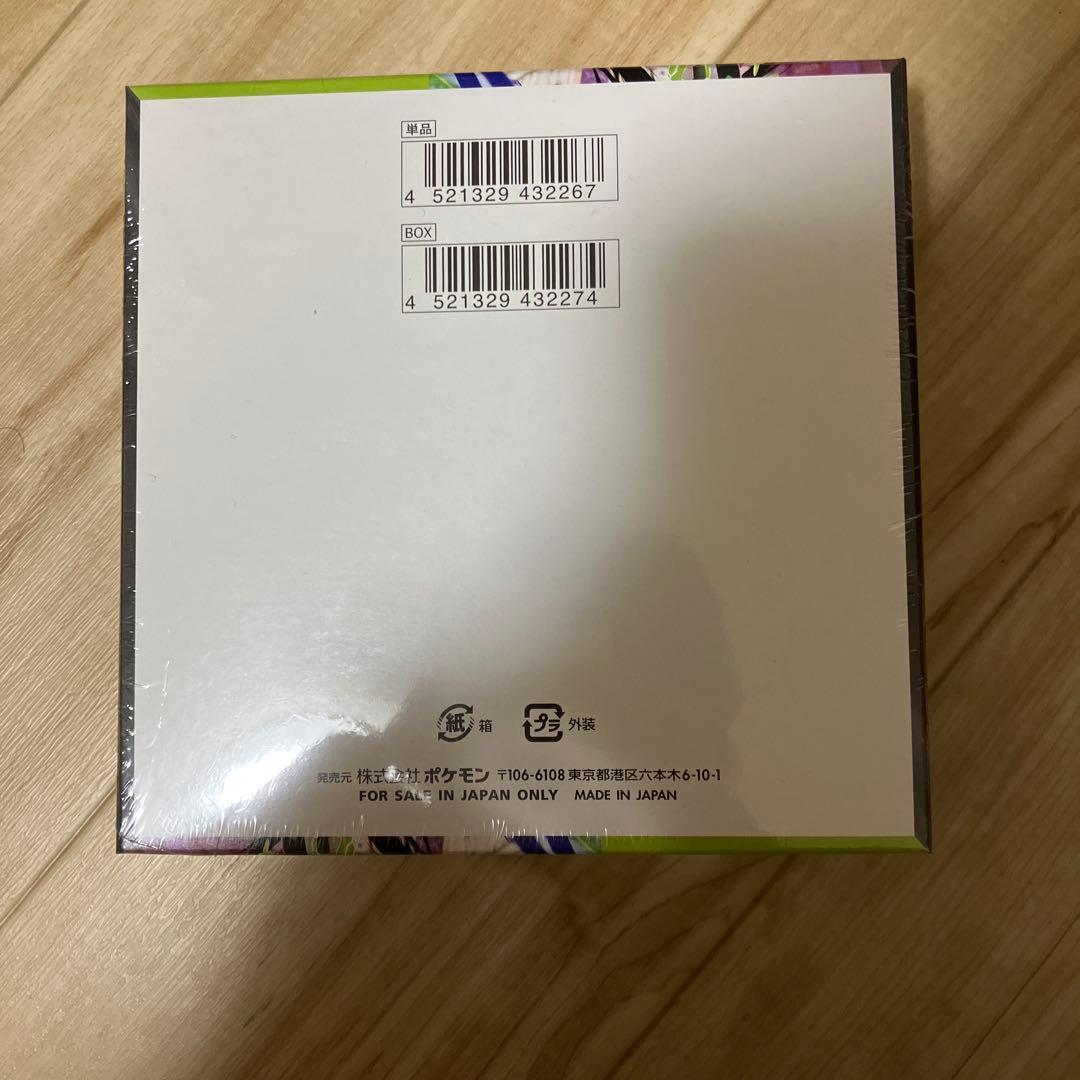 単品
4 521329 432267
BOX
4 521329 432274
紙 箱 プラ 外装
発売元 株式会社ポケモン 〒106-6108 東京都港区六本木6-10-1
FOR SALE IN JAPAN ONLY MADE IN JAPAN